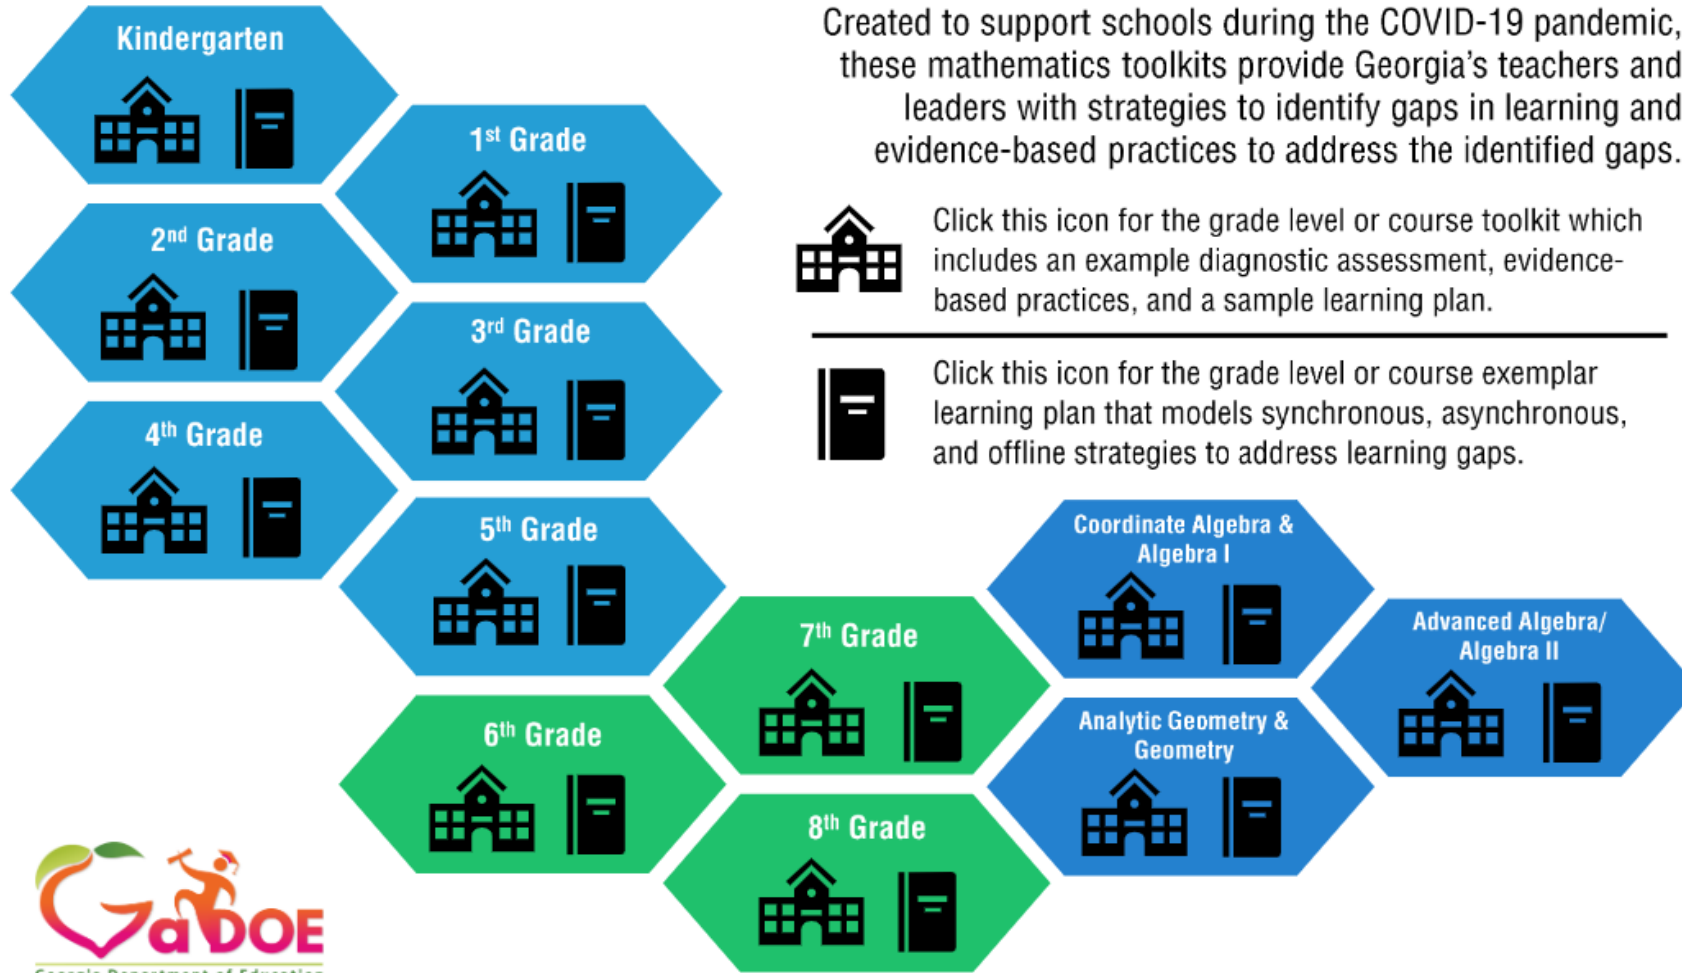 Kindergarten
Created to support schools during the COVID-19 pandemic,
these mathematics toolkits provide Georgia's teachers and
leaders with strategies to identify gaps in learning and
evidence-based practices to address the identified gaps.
1st Grade
2nd Grade
Click this icon for the grade level or course toolkit which
includes an example diagnostic assessment, evidence-
based practices, and a sample learning plan.
3rd Grade
Click this icon for the grade level or course exemplar
learning plan that models synchronous, asynchronous,
and offline strategies to address learning gaps.
4th Grade
5th Grade
Coordinate Algebra &
Algebra I
Advanced Algebra/
Algebra II
7th Grade
6th Grade
Analytic Geometry &
Geometry
8th Grade
GaDOE
Georgia Department of Education